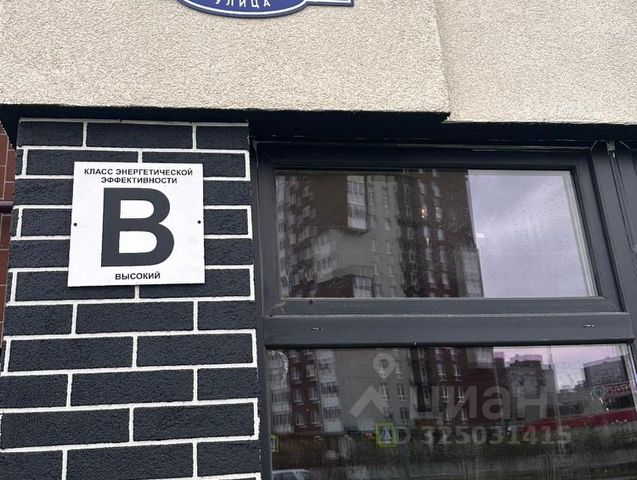 УЛИЦА
КЛАСС ЭНЕРГЕТИЧЕСКОЙ
ЭФФЕКТИВНОСТИ
B
ВЫСОКИЙ
циан
ID 325031415